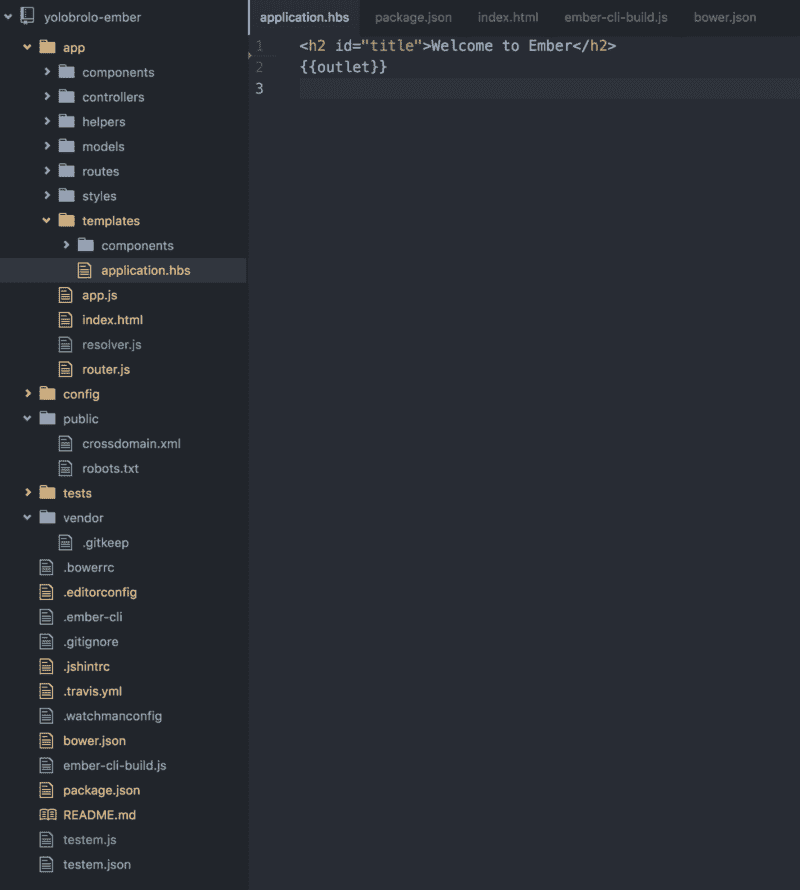 yolobrolo-ember
app
components
controllers
helpers
models
routes
styles
templates
components
application.hbs
app.js
index.html
resolver.js
router.js
config
public
crossdomain.xml
robots.txt
tests
vendor
.gitkeep
.bowerrc
.editorconfig
.ember-cli
.gitignore
.jshintrc
.travis.yml
.watchmanconfig
bower.json
ember-cli-build.js
package.json
README.md
testem.js
testem.json
application.hbs package.json index.html ember-cli-build.js bower.json
1 <h2 id="title">Welcome to Ember</h2>
2 {{outlet}}
3